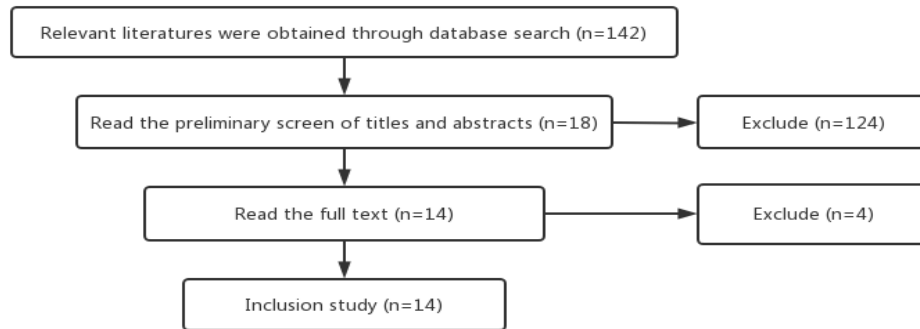 Relevant literatures were obtained through database search (n=142)
Read the preliminary screen of titles and abstracts (n=18)
Exclude (n=124)
Read the full text (n=14)
Exclude (n=4)
Inclusion study (n=14)